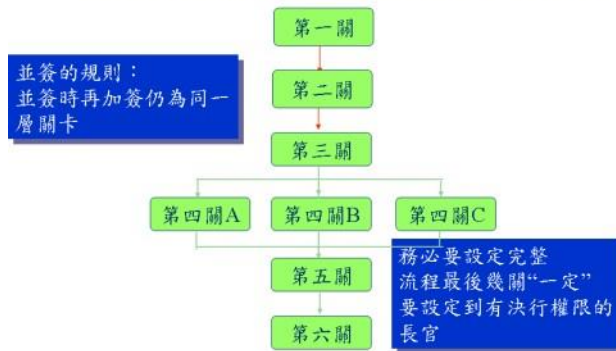 第一關
並簽的規則：
並簽時再加簽仍為同一
層關卡
第二關
第三關
第四關A
第四關B
第四關C
第五關
務必要設定完整
流程最後幾關“一定”
要設定到有決行權限的
長官
第六關